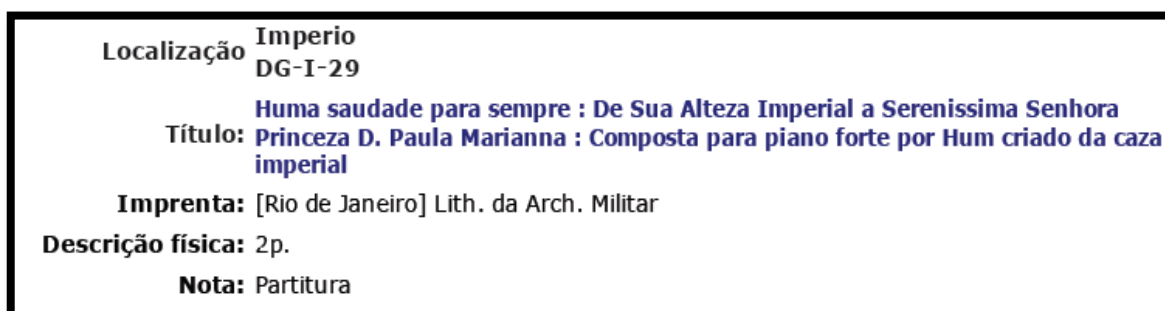 Localização Imperio
DG-I-29
Huma saudade para sempre : De Sua Alteza Imperial a Serenissima Senhora
Título: Princeza D. Paula Marianna : Composta para piano forte por Hum criado da caza
imperial
Imprenta: [Rio de Janeiro] Lith. da Arch. Militar
Descrição física: 2p.
Nota: Partitura